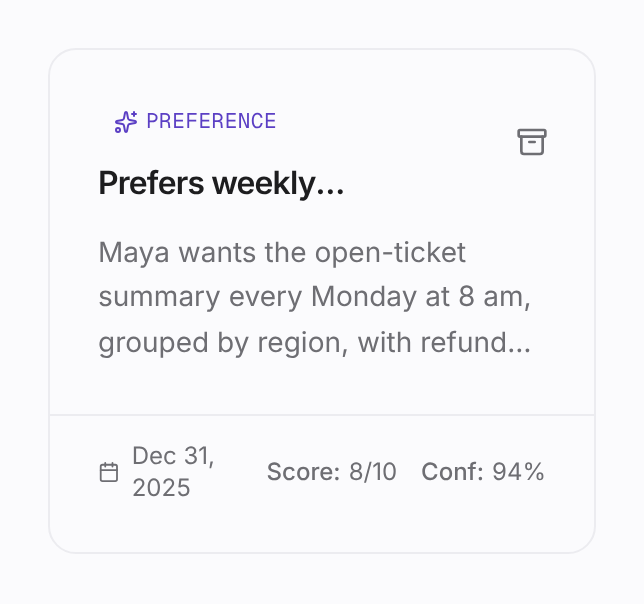 PREFERENCE
Prefers weekly...
Maya wants the open-ticket
summary every Monday at 8 am,
grouped by region, with refund...
Dec 31,
2025
Score: 8/10
Conf: 94%